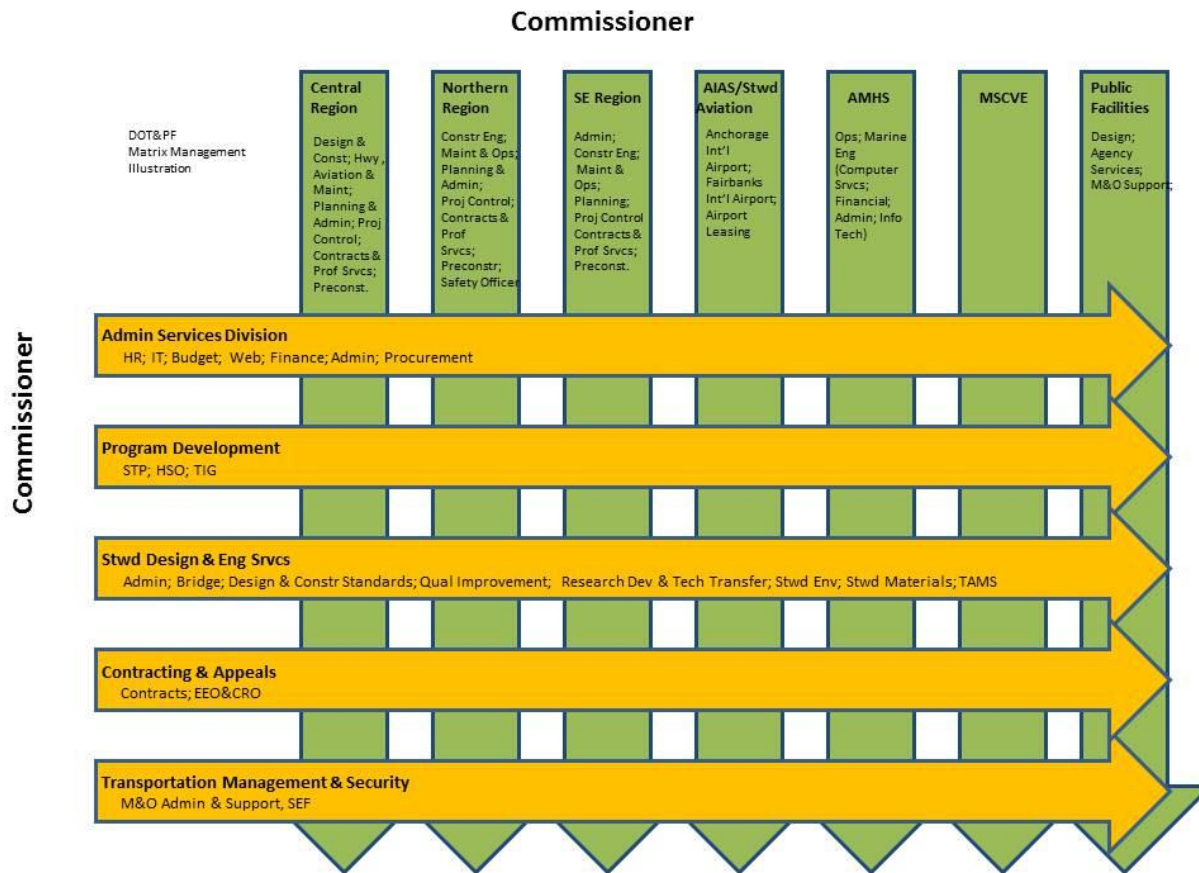 Commissioner
DOT&PF
Matrix Management
Illustration
Central
Region
Design &
Const; Hwy ,
Aviation &
Maint;
Planning &
Admin; Proj
Control;
Contracts &
Prof Srvcs;
Preconst.
Northern
Region
Constr Eng;
Maint & Ops;
Planning &
Admin;
Proj Control;
Contracts &
Prof
Srvcs;
Preconstr;
Safety Officer
SE Region
Admin;
Constr Eng;
Maint &
Ops;
Planning;
Proj Control
Contracts &
Prof Srvcs;
Preconst.
AIAS/Stwd
Aviation
Anchorage
Int'l
Airport;
Fairbanks
Int'l Airport;
Airport
Leasing
AMHS
Ops; Marine
Eng
(Computer
Srvcs;
Financial;
Admin; Info
Tech)
MSCVE
Public
Facilities
Design;
Agency
Services;
M&O Support;
Commissioner
Admin Services Division
HR; IT; Budget; Web; Finance; Admin; Procurement
Program Development
STP; HSO; TIG
Stwd Design & Eng Srvcs
Admin; Bridge; Design & Constr Standards; Qual Improvement; Research Dev & Tech Transfer; Stwd Env; Stwd Materials; TAMS
Contracting & Appeals
Contracts; EEO&CRO
Transportation Management & Security
M&O Admin & Support, SEF